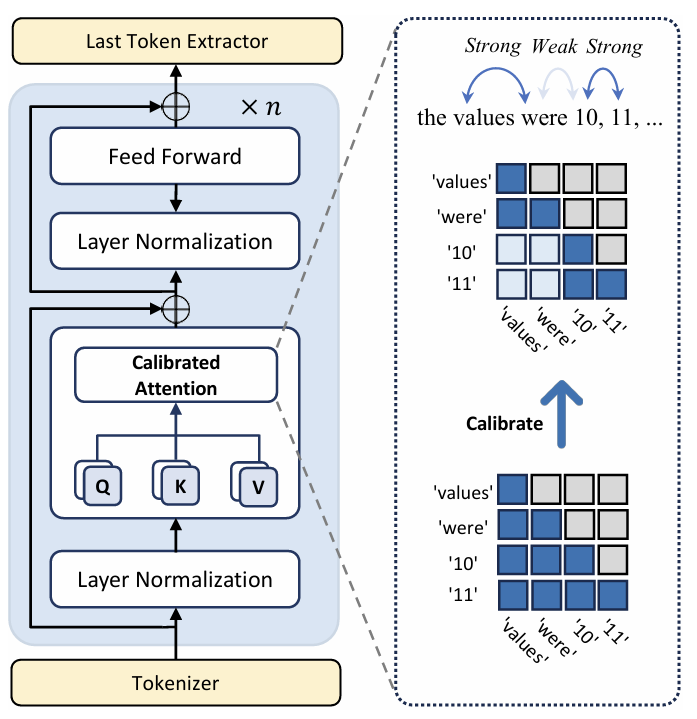 Last Token Extractor
× n
Feed Forward
Layer Normalization
Calibrated
Attention
Q K V
Layer Normalization
Tokenizer
Strong Weak Strong
the values were 10, 11, ...
'values'
'were'
'10'
'11'
'values' 'were' '10' '11'
Calibrate
'values'
'were'
'10'
'11'
'values' 'were' '10' '11'